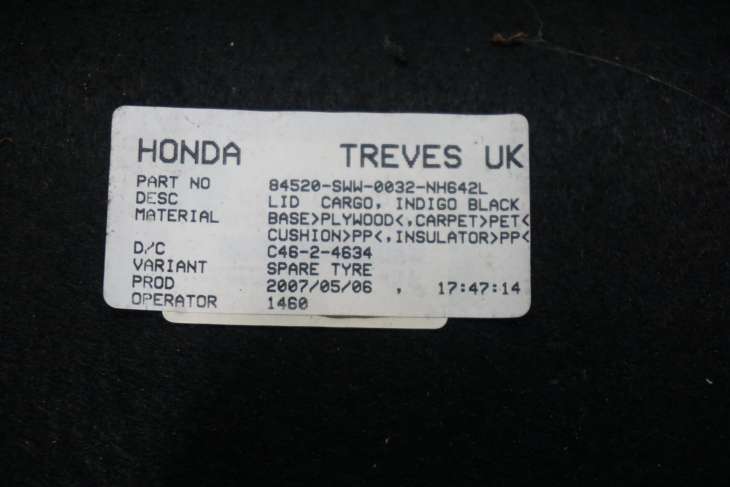 HONDA TREVES UK
PART NO 84520-SWW-0032-NH642L
DESC LID CARGO, INDIGO BLACK
MATERIAL BASE>PLYWOOD<,CARPET>PET<
CUSHION>PP<,INSULATOR>PP<
D/C C46-2-4634
VARIANT SPARE TYRE
PROD 2007/05/06 , 17:47:14
OPERATOR 1460